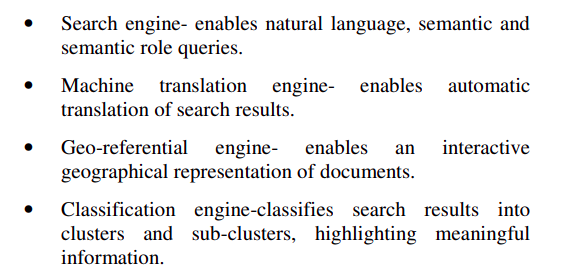 • Search engine- enables natural language, semantic and
semantic role queries.
• Machine translation engine- enables automatic
translation of search results.
• Geo-referential engine- enables an interactive
geographical representation of documents.
• Classification engine-classifies search results into
clusters and sub-clusters, highlighting meaningful
information.